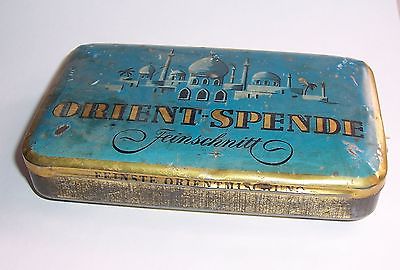 ORIENT-SPENDE
Feinschnitt
FEINSTE ORIENTMISCHUNG